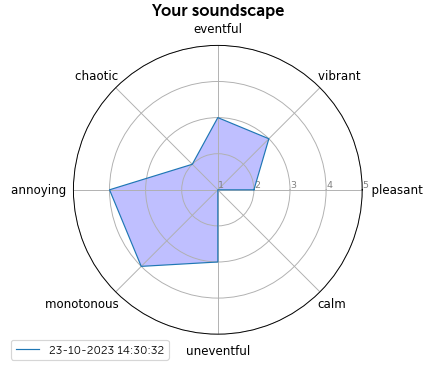 Your soundscape
eventful
chaotic
vibrant
annoying
1
2
3
4
5
pleasant
monotonous
calm
uneventful
23-10-2023 14:30:32